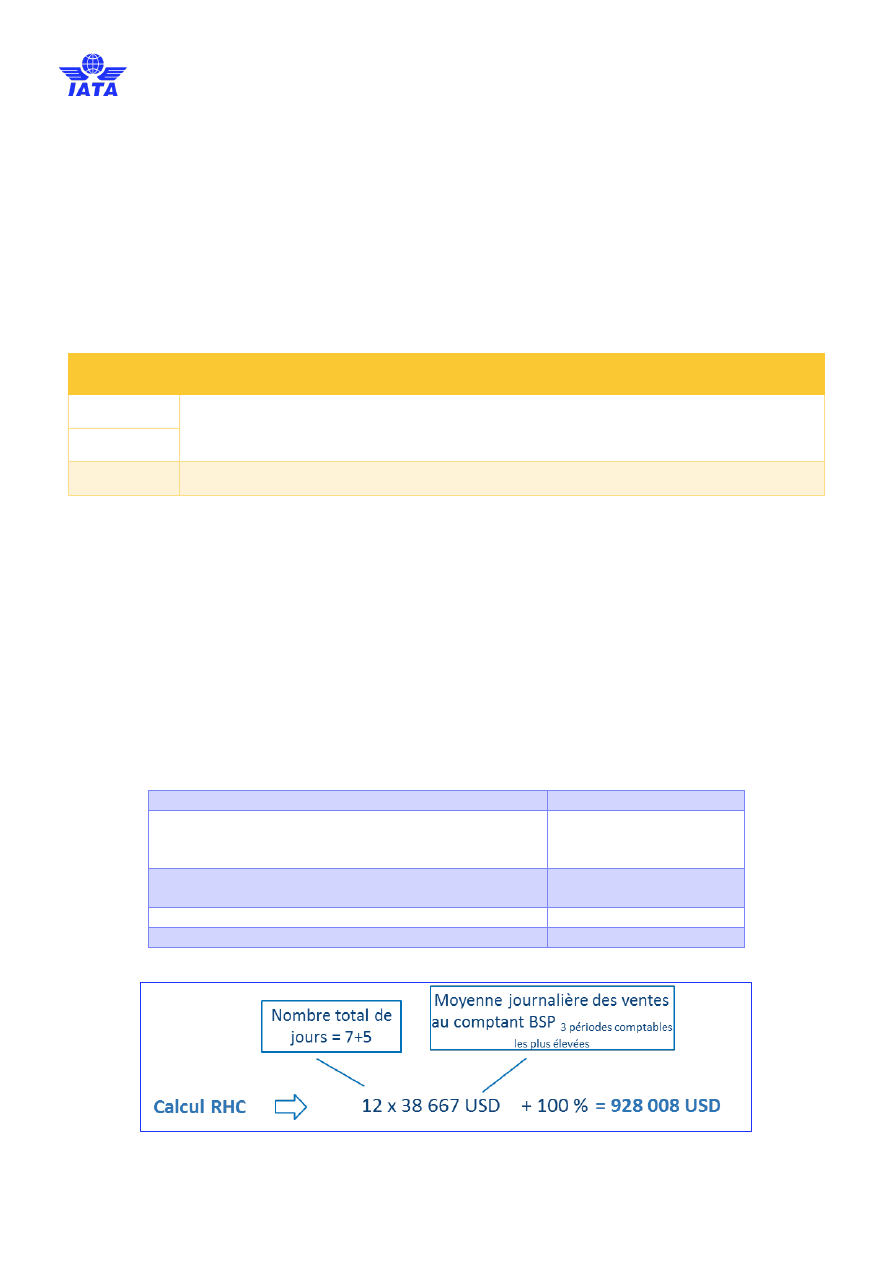 IATA
Nombre total de
jours = 7+5
Moyenne journalière des ventes
au comptant BSP 3 périodes comptables
les plus élevées
Calcul RHC 12 x 38 667 USD + 100 % = 928 008 USD